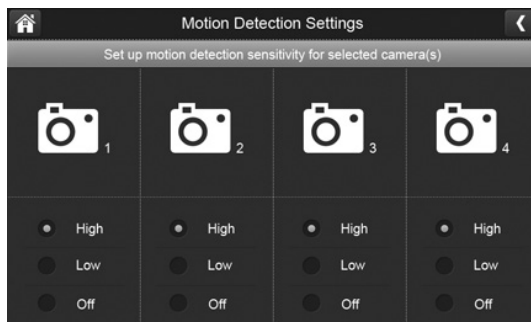 Motion Detection Settings
Set up motion detection sensitivity for selected camera(s)
1 2 3 4
High High High High
Low Low Low Low
Off Off Off Off